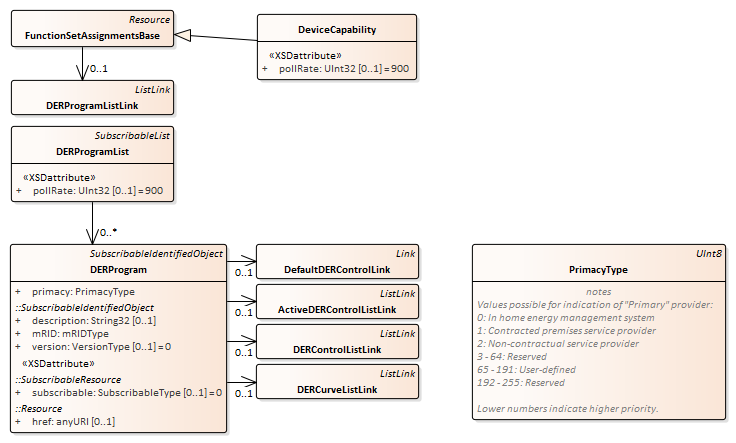 Resource
FunctionSetAssignmentsBase
DeviceCapability
«XSDattribute»
+ pollRate: UInt32 [0..1] = 900
0..1
ListLink
DERProgramListLink
SubscribableList
DERProgramList
«XSDattribute»
+ pollRate: UInt32 [0..1] = 900
0..*
SubscribableIdentifiedObject
DERProgram
+ primacy: PrimacyType
::SubscribableIdentifiedObject
+ description: String32 [0..1]
+ mRID: mRIDType
+ version: VersionType [0..1] = 0
«XSDattribute»
::SubscribableResource
+ subscribable: SubscribableType [0..1] = 0
::Resource
+ href: anyURI [0..1]
0..1
Link
DefaultDERControlLink
0..1
ListLink
ActiveDERControlListLink
0..1
ListLink
DERControlListLink
0..1
ListLink
DERCurveListLink
UInt8
PrimacyType
notes
Values possible for indication of "Primary" provider:
0: In home energy management system
1: Contracted premises service provider
2: Non-contractual service provider
3 - 64: Reserved
65 - 191: User-defined
192 - 255: Reserved
Lower numbers indicate higher priority.